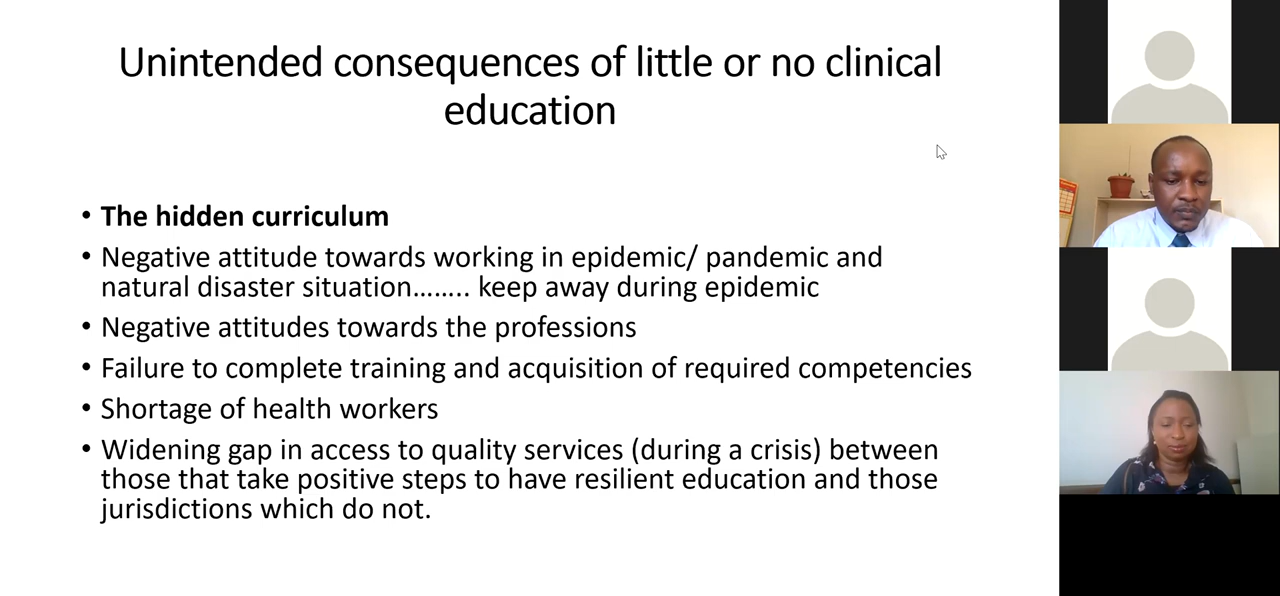 Unintended consequences of little or no clinical
education
• The hidden curriculum
• Negative attitude towards working in epidemic/ pandemic and
natural disaster situation…….. keep away during epidemic
• Negative attitudes towards the professions
• Failure to complete training and acquisition of required competencies
• Shortage of health workers
• Widening gap in access to quality services (during a crisis) between
those that take positive steps to have resilient education and those
jurisdictions which do not.